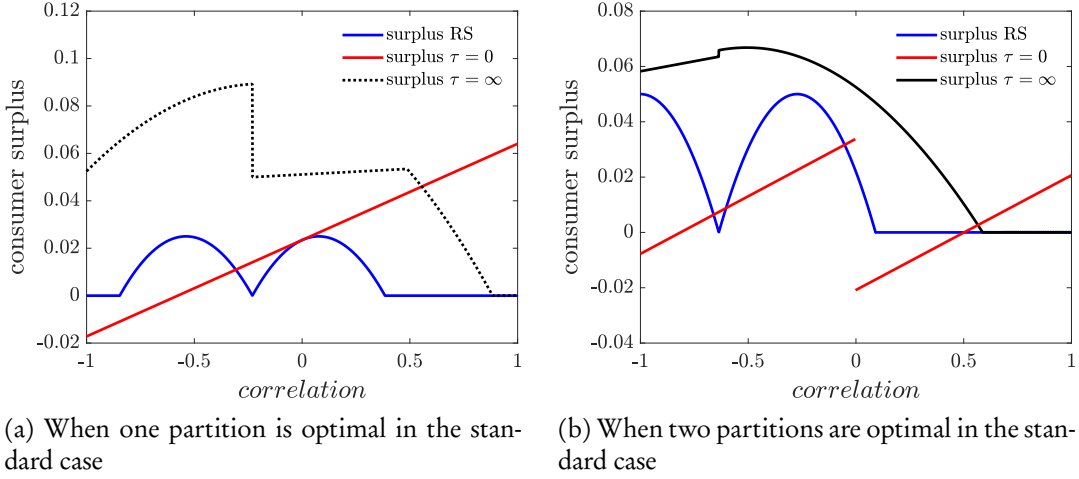 0.12
0.1
0.08
0.06
0.04
0.02
0
-0.02
consumer surplus
surplus RS
surplus τ = 0
surplus τ = ∞
-1 -0.5 0 0.5 1
correlation
(a) When one partition is optimal in the stan-
dard case
0.08
0.06
0.04
0.02
0
-0.02
-0.04
consumer surplus
surplus RS
surplus τ = 0
surplus τ = ∞
-1 -0.5 0 0.5 1
correlation
(b) When two partitions are optimal in the stan-
dard case